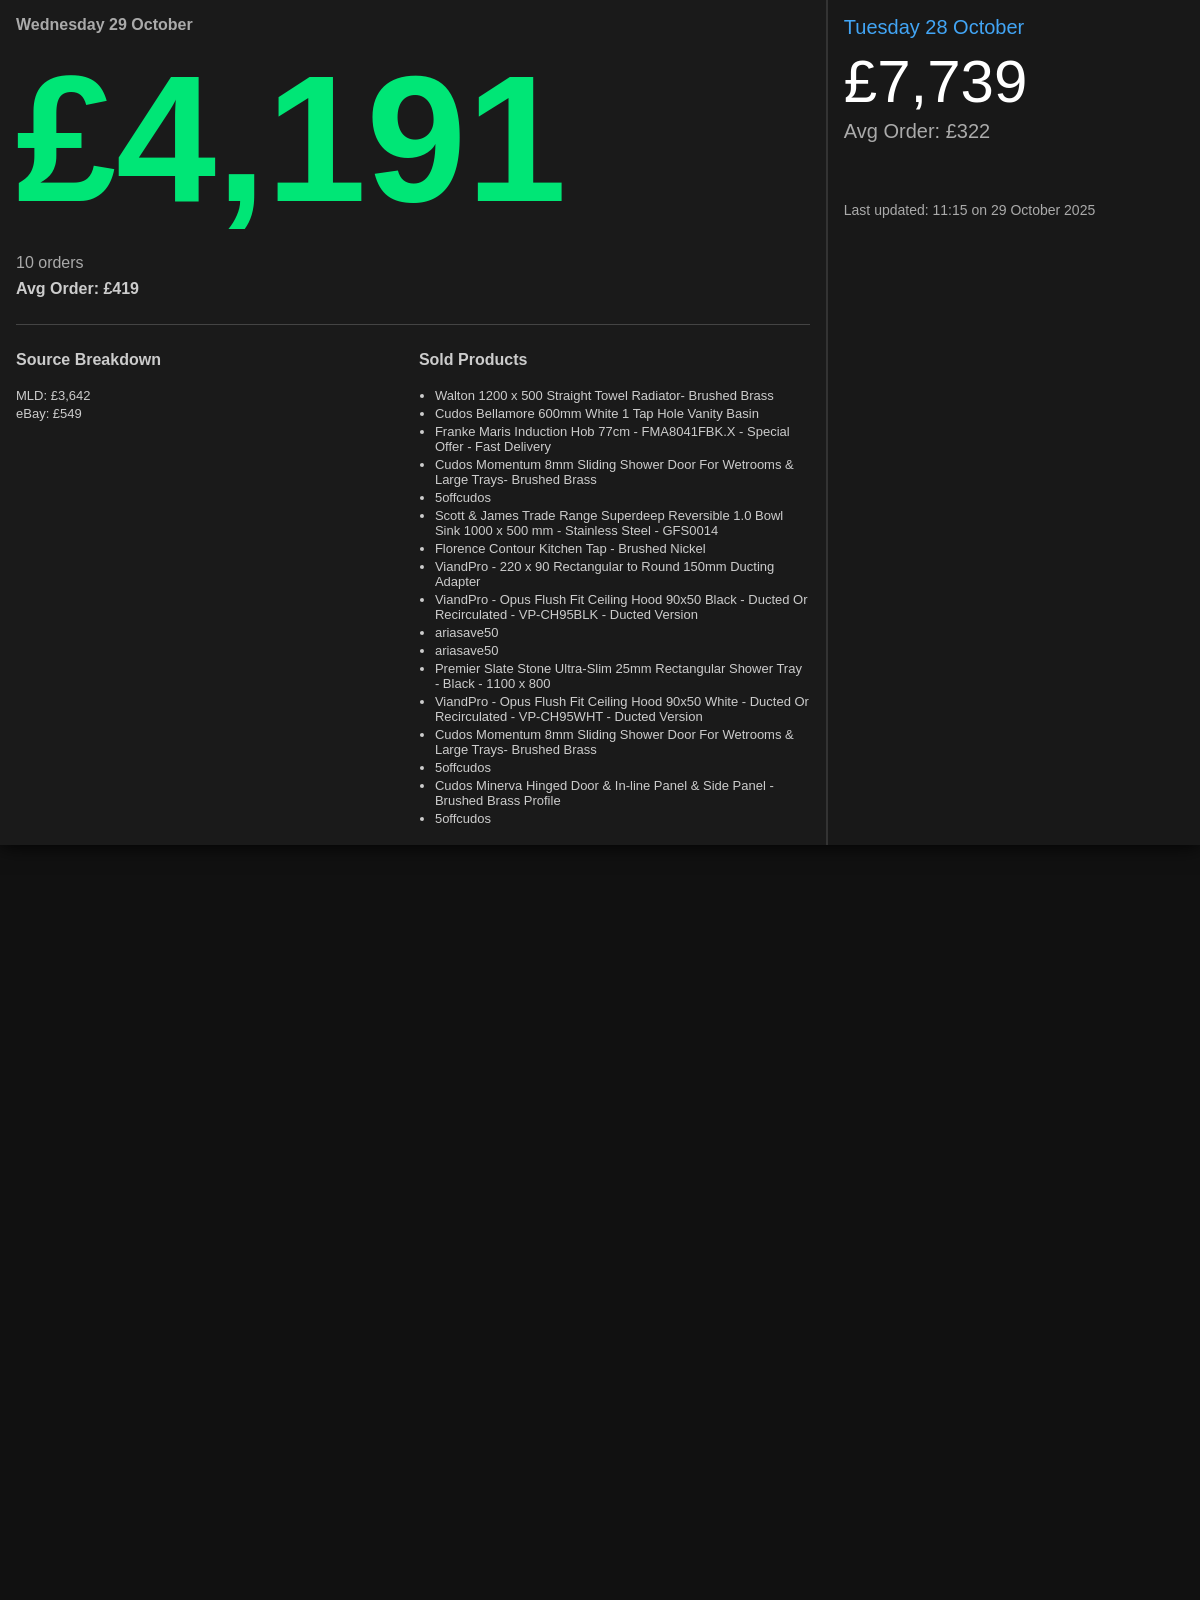 Wednesday 29 October
£4,191
10 orders
Avg Order: £419
Source Breakdown
MLD: £3,642
eBay: £549
Sold Products
• Walton 1200 x 500 Straight Towel Radiator- Brushed Brass
• Cudos Bellamore 600mm White 1 Tap Hole Vanity Basin
• Franke Maris Induction Hob 77cm - FMA8041FBK.X - Special
Offer - Fast Delivery
• Cudos Momentum 8mm Sliding Shower Door For Wetrooms &
Large Trays- Brushed Brass
• 5offcudos
• Scott & James Trade Range Superdeep Reversible 1.0 Bowl
Sink 1000 x 500 mm - Stainless Steel - GFS0014
• Florence Contour Kitchen Tap - Brushed Nickel
• ViandPro - 220 x 90 Rectangular to Round 150mm Ducting
Adapter
• ViandPro - Opus Flush Fit Ceiling Hood 90x50 Black - Ducted Or
Recirculated - VP-CH95BLK - Ducted Version
• ariasave50
• ariasave50
• Premier Slate Stone Ultra-Slim 25mm Rectangular Shower Tray
- Black - 1100 x 800
• ViandPro - Opus Flush Fit Ceiling Hood 90x50 White - Ducted Or
Recirculated - VP-CH95WHT - Ducted Version
• Cudos Momentum 8mm Sliding Shower Door For Wetrooms &
Large Trays- Brushed Brass
• 5offcudos
• Cudos Minerva Hinged Door & In-line Panel & Side Panel -
Brushed Brass Profile
• 5offcudos
Tuesday 28 October
£7,739
Avg Order: £322
Last updated: 11:15 on 29 October 2025